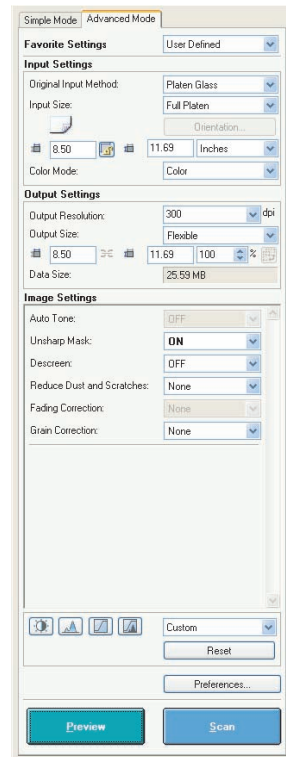 Simple Mode Advanced Mode
Favorite Settings User Defined
Input Settings
Original Input Method: Platen Glass
Input Size: Full Platen
Orientation...
8.50 11.69 Inches
Color Mode: Color
Output Settings
Output Resolution: 300 dpi
Output Size: Flexible
8.50 11.69 100 %
Data Size: 25.59 MB
Image Settings
Auto Tone: OFF
Unsharp Mask: ON
Descreen: OFF
Reduce Dust and Scratches: None
Fading Correction: None
Grain Correction: None
Custom
Reset
Preferences...
Preview Scan